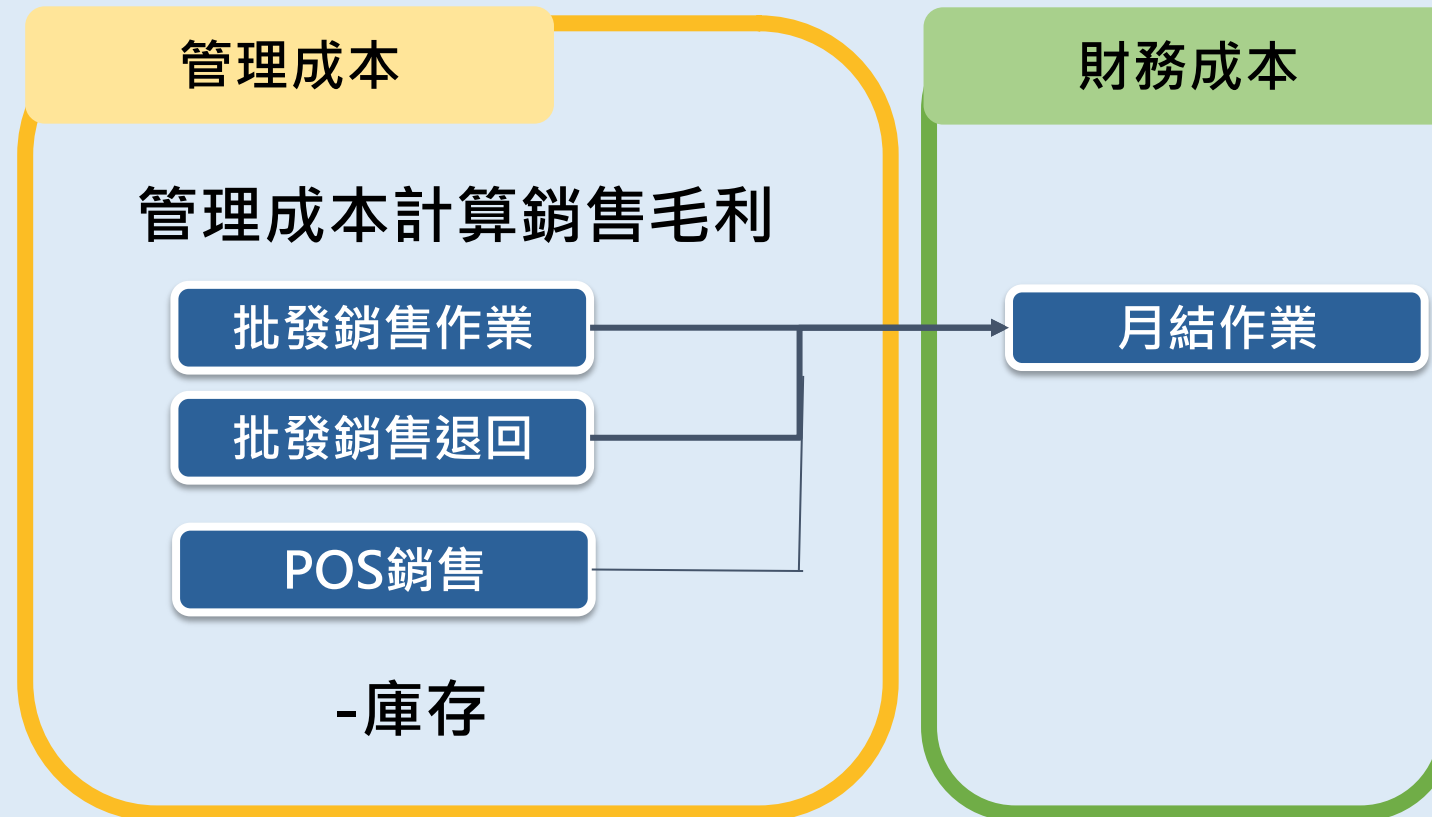 管理成本
管理成本計算銷售毛利
批發銷售作業
批發銷售退回
POS銷售
-庫存
財務成本
月結作業